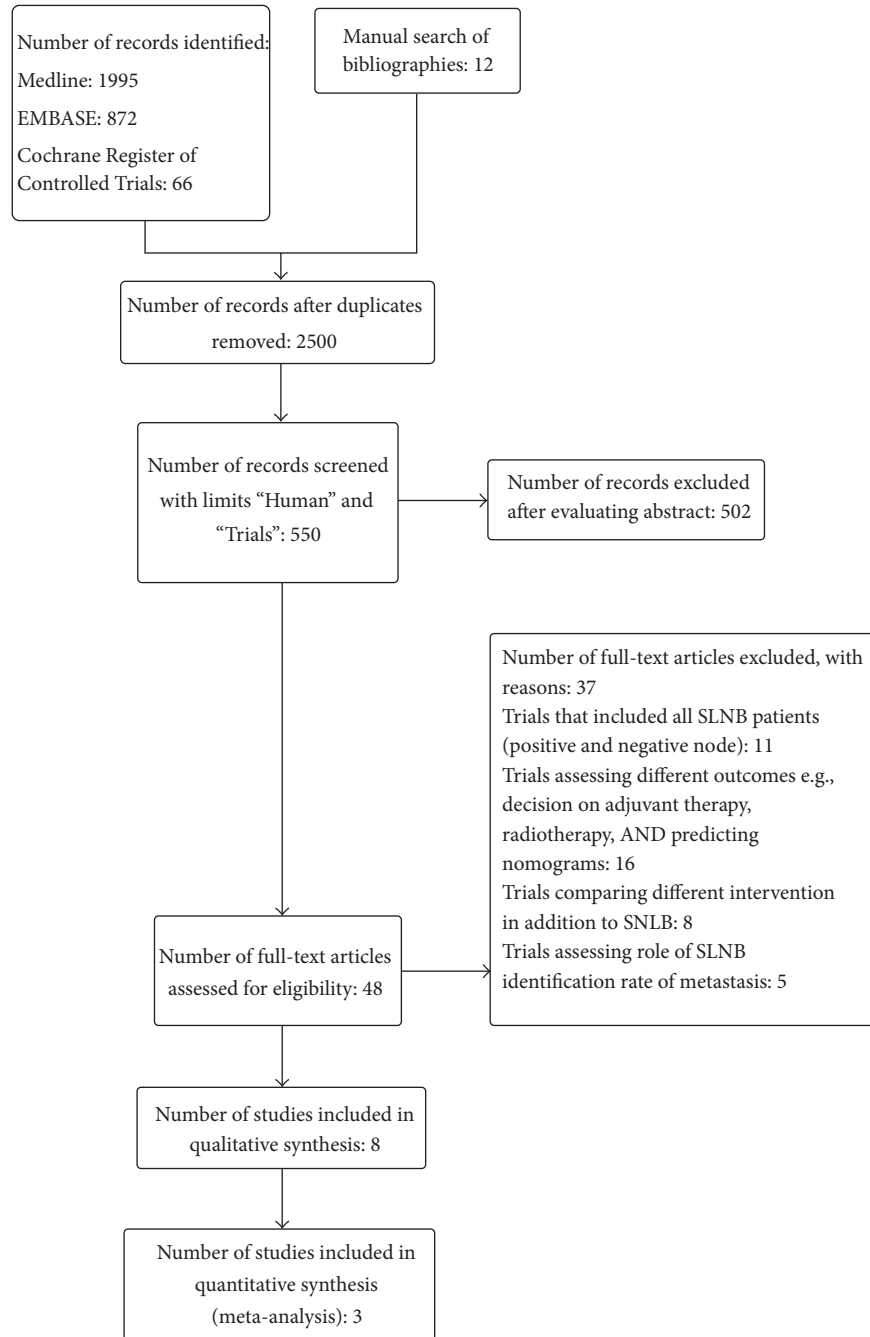 Number of records identified:
Medline: 1995
EMBASE: 872
Cochrane Register of
Controlled Trials: 66
Manual search of
bibliographies: 12
Number of records after duplicates
removed: 2500
Number of records screened
with limits “Human” and
“Trials”: 550
Number of records excluded
after evaluating abstract: 502
Number of full-text articles excluded, with
reasons: 37
Trials that included all SLNB patients
(positive and negative node): 11
Trials assessing different outcomes e.g.,
decision on adjuvant therapy,
radiotherapy, AND predicting
nomograms: 16
Trials comparing different intervention
in addition to SNLB: 8
Trials assessing role of SLNB
identification rate of metastasis: 5
Number of full-text articles
assessed for eligibility: 48
Number of studies included in
qualitative synthesis: 8
Number of studies included in
quantitative synthesis
(meta-analysis): 3